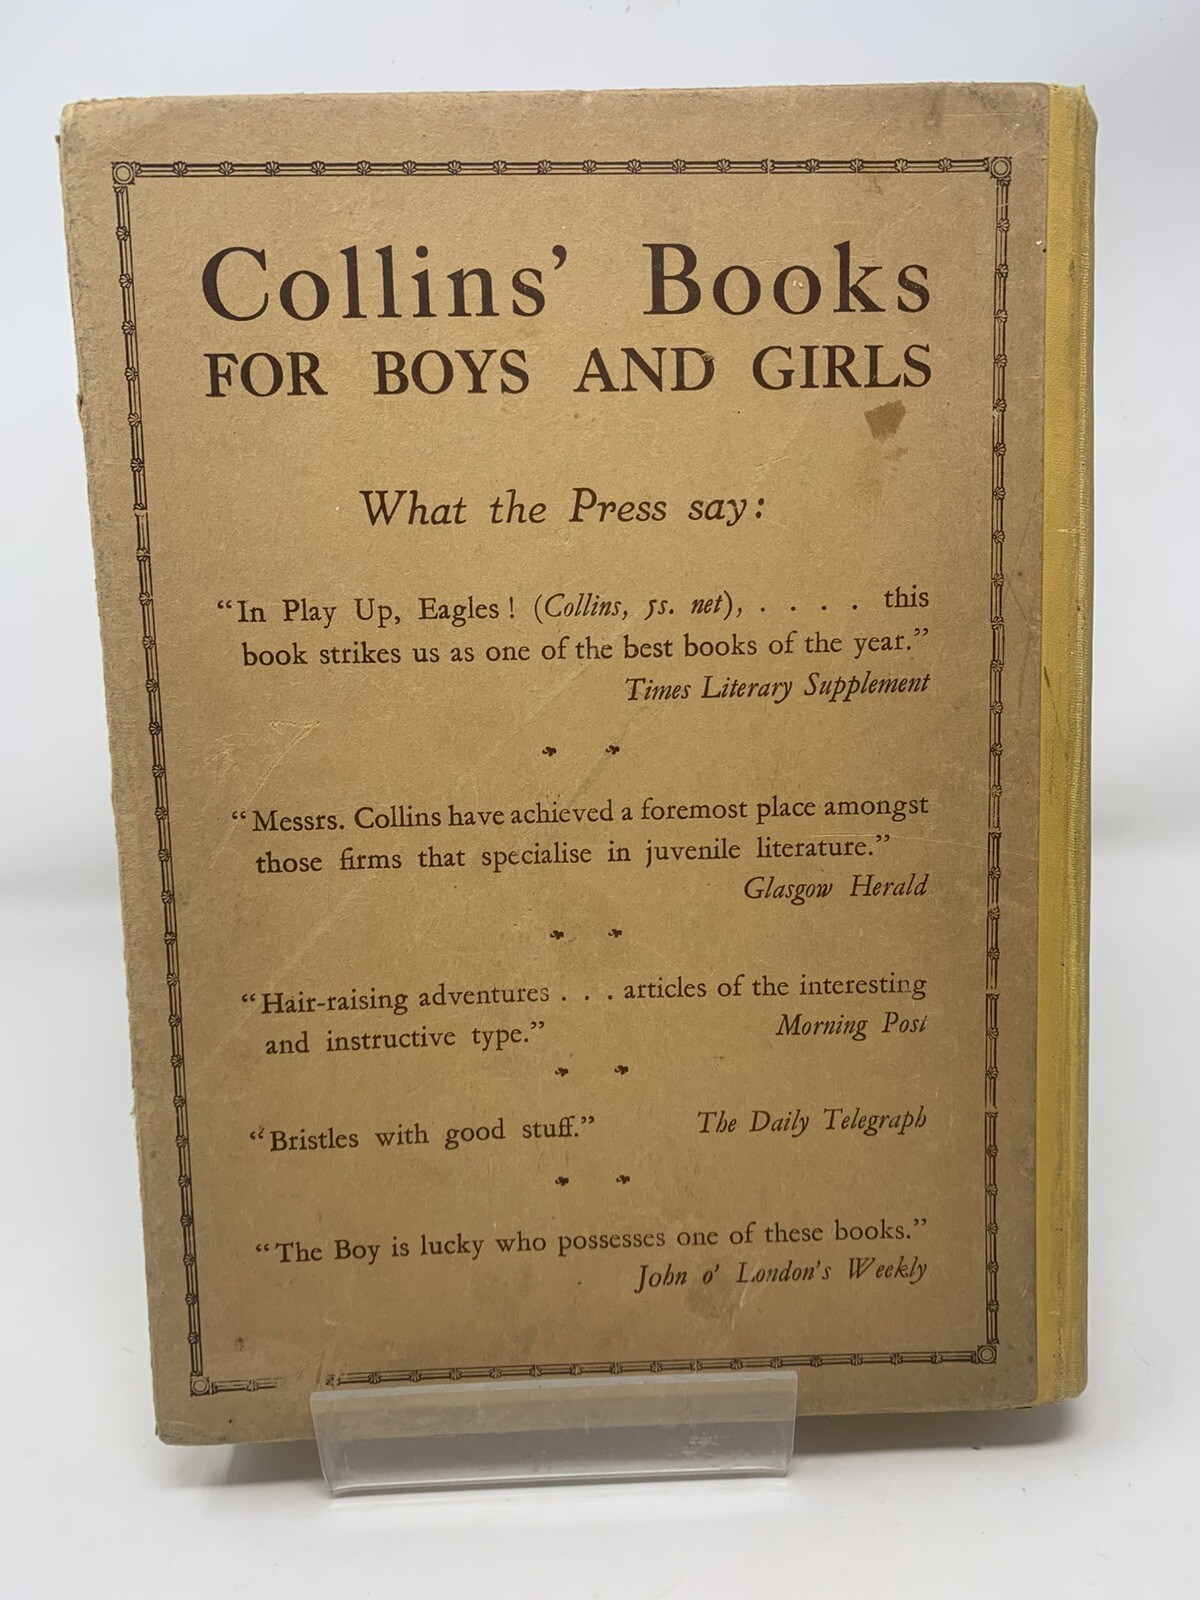 Collins’ Books
FOR BOYS AND GIRLS
What the Press say:
“In Play Up, Eagles! (Collins, 5s. net), . . . . this
book strikes us as one of the best books of the year.”
Times Literary Supplement
“Messrs. Collins have achieved a foremost place amongst
those firms that specialise in juvenile literature.”
Glasgow Herald
“Hair-raising adventures . . . articles of the interesting
and instructive type.” Morning Post
“Bristles with good stuff.” The Daily Telegraph
“The Boy is lucky who possesses one of these books.”
John o’ London’s Weekly